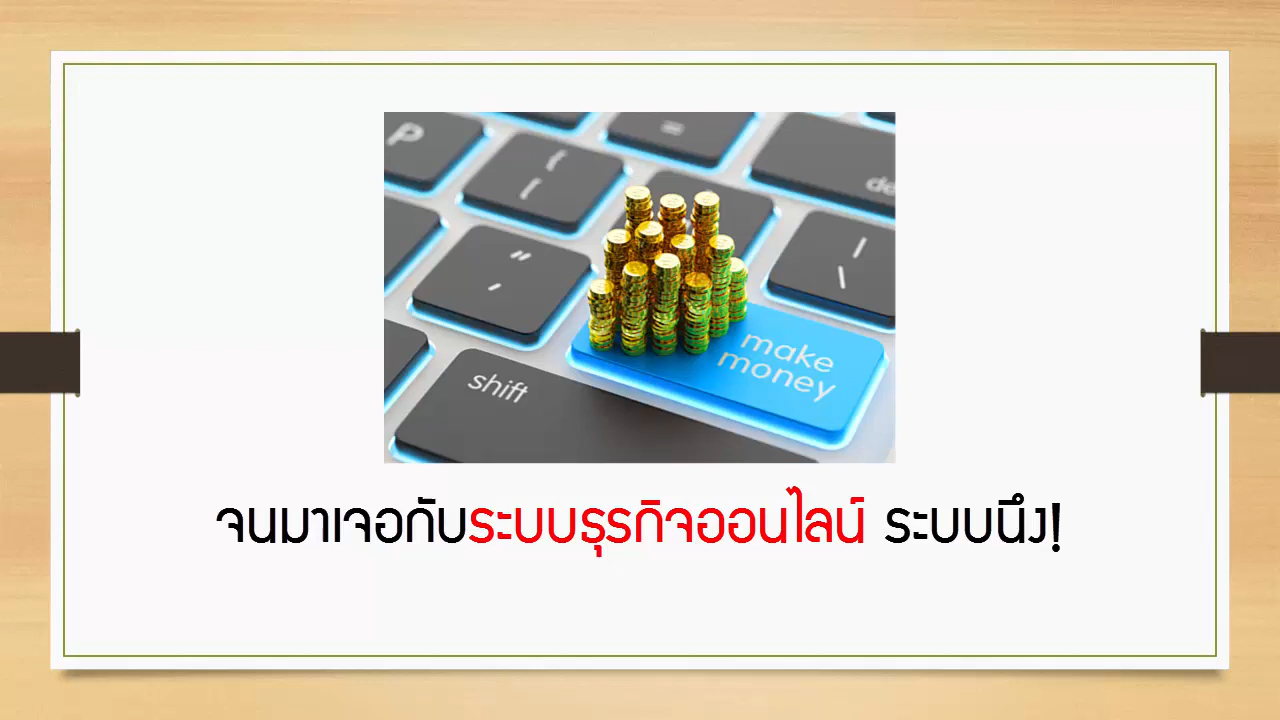 P
{
[
=
de
"
'
|
\
make
money
shift
จนมาเจอกับระบบธุรกิจออนไลน์ ระบบนึง!